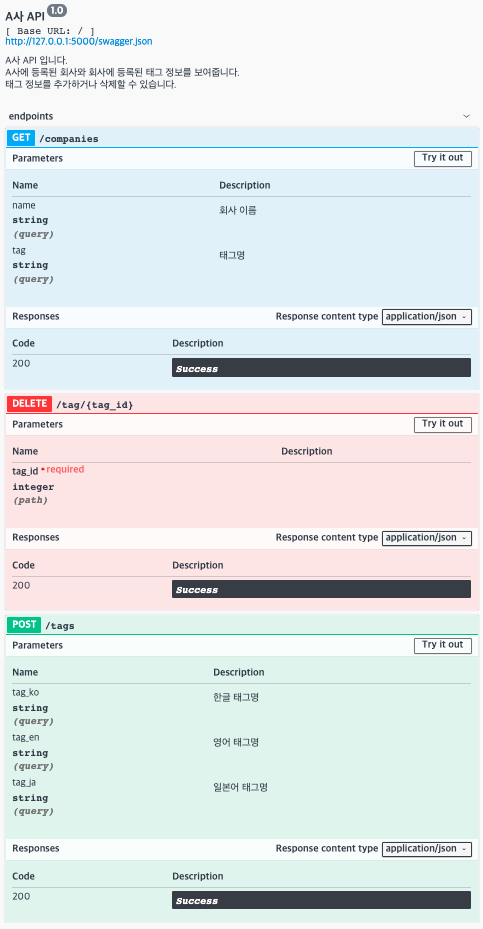 A사 API 1.0
[ Base URL: / ]
http://127.0.0.1:5000/swagger.json
A사 API 입니다.
A사에 등록된 회사와 회사에 등록된 태그 정보를 보여줍니다.
태그 정보를 추가하거나 삭제할 수 있습니다.
endpoints
GET /companies
Parameters Try it out
Name Description
name 회사 이름
string
(query)
tag 태그명
string
(query)
Responses Response content type application/json
Code Description
200 Success
DELETE /tag/{tag_id}
Parameters Try it out
Name Description
tag_id * required
integer
(path)
Responses Response content type application/json
Code Description
200 Success
POST /tags
Parameters Try it out
Name Description
tag_ko 한글 태그명
string
(query)
tag_en 영어 태그명
string
(query)
tag_ja 일본어 태그명
string
(query)
Responses Response content type application/json
Code Description
200 Success